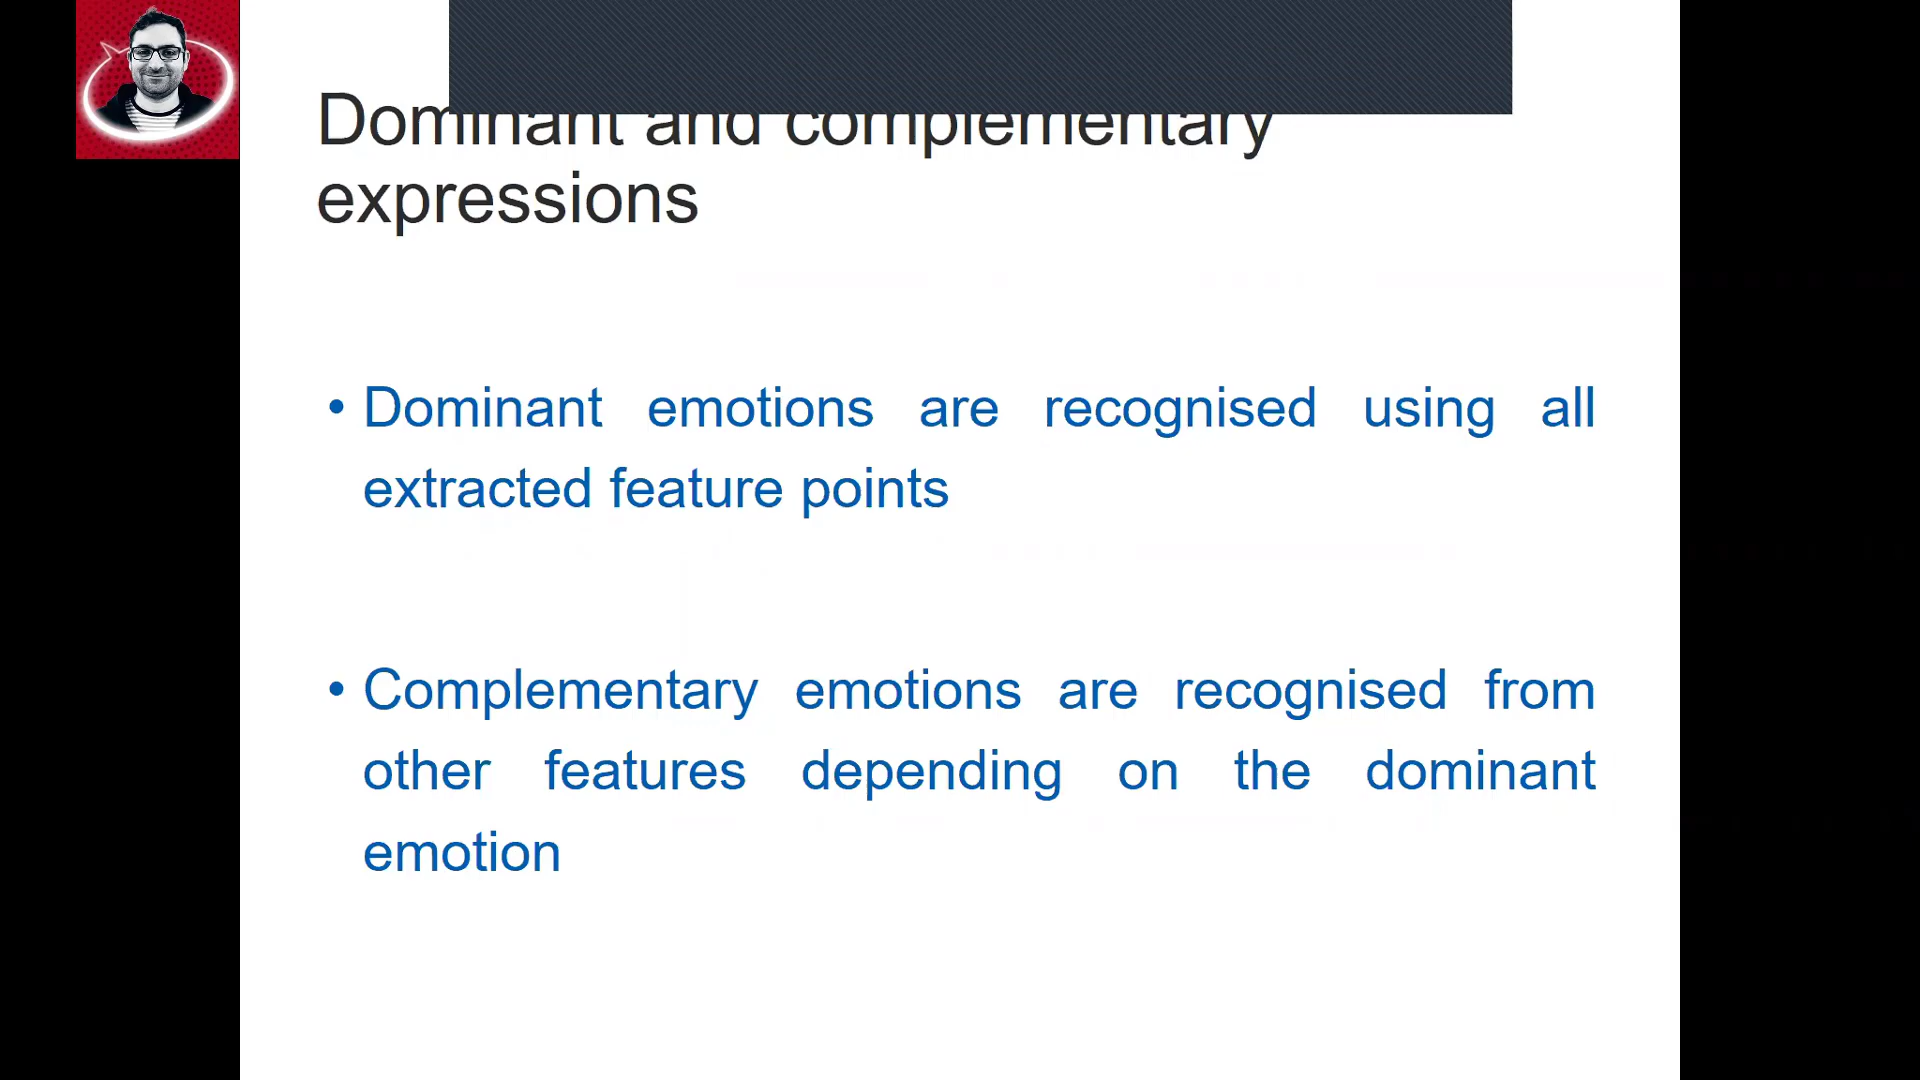 Dominant and complementary
expressions
• Dominant emotions are recognised using all
extracted feature points
• Complementary emotions are recognised from
other features depending on the dominant
emotion